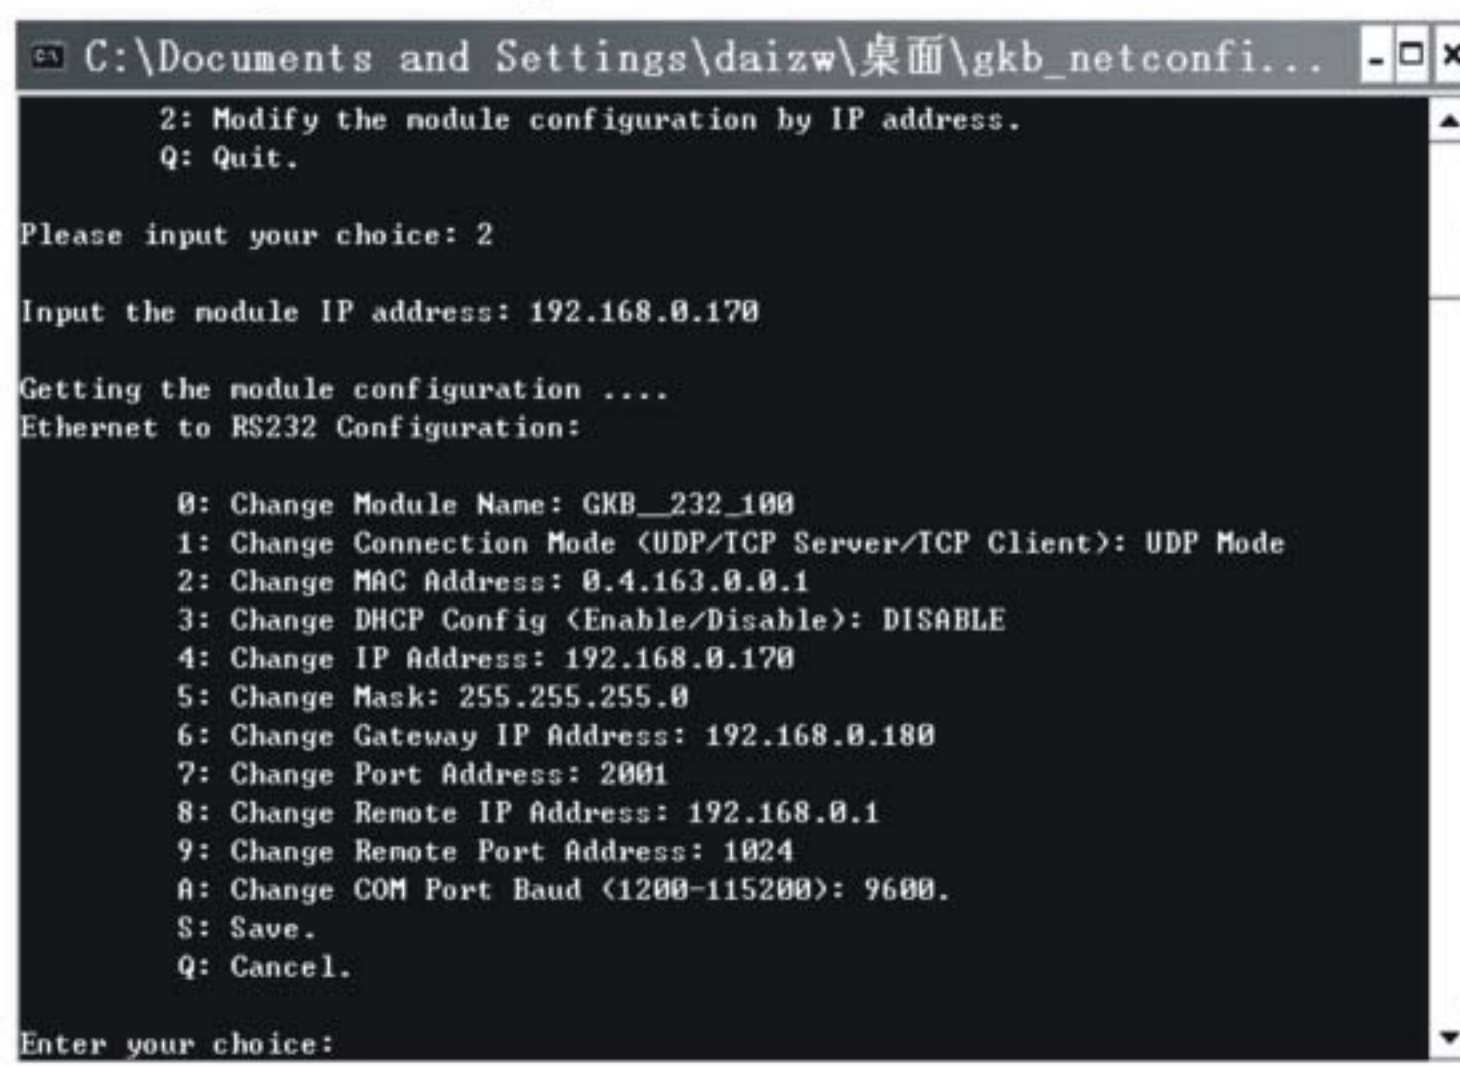 C:\Documents and Settings\daizw\桌面\gkb_netconfi...
2: Modify the module configuration by IP address.
Q: Quit.
Please input your choice: 2
Input the module IP address: 192.168.0.170
Getting the module configuration ....
Ethernet to RS232 Configuration:
0: Change Module Name: GKB__232_100
1: Change Connection Mode (UDP/TCP Server/TCP Client): UDP Mode
2: Change MAC Address: 0.4.163.0.0.1
3: Change DHCP Config (Enable/Disable): DISABLE
4: Change IP Address: 192.168.0.170
5: Change Mask: 255.255.255.0
6: Change Gateway IP Address: 192.168.0.180
7: Change Port Address: 2001
8: Change Remote IP Address: 192.168.0.1
9: Change Remote Port Address: 1024
A: Change COM Port Baud (1200-115200): 9600.
S: Save.
Q: Cancel.
Enter your choice: